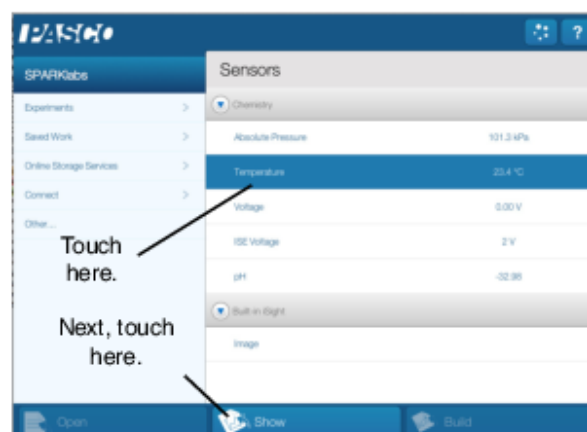 PASCO
?
SPARKlabs
Experiments
Saved Work
Online Storage Services
Connect
Other...
Sensors
Chemistry
Absolute Pressure 101.3 kPa
Temperature 23.4 °C
Voltage 0.00 V
ISE Voltage 2 V
pH -32.98
Built-in iSight
Image
Touch
here.
Next, touch
here.
Open
Show
Build